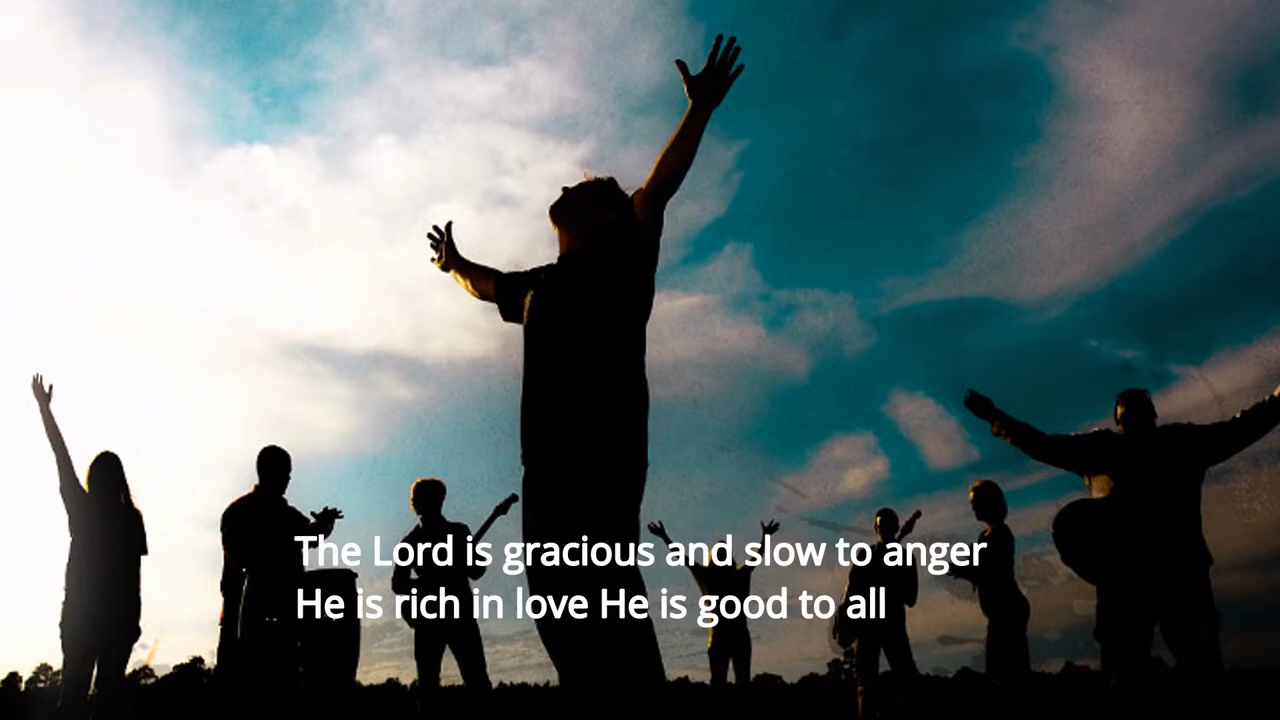 The Lord is gracious and slow to anger
He is rich in love He is good to all